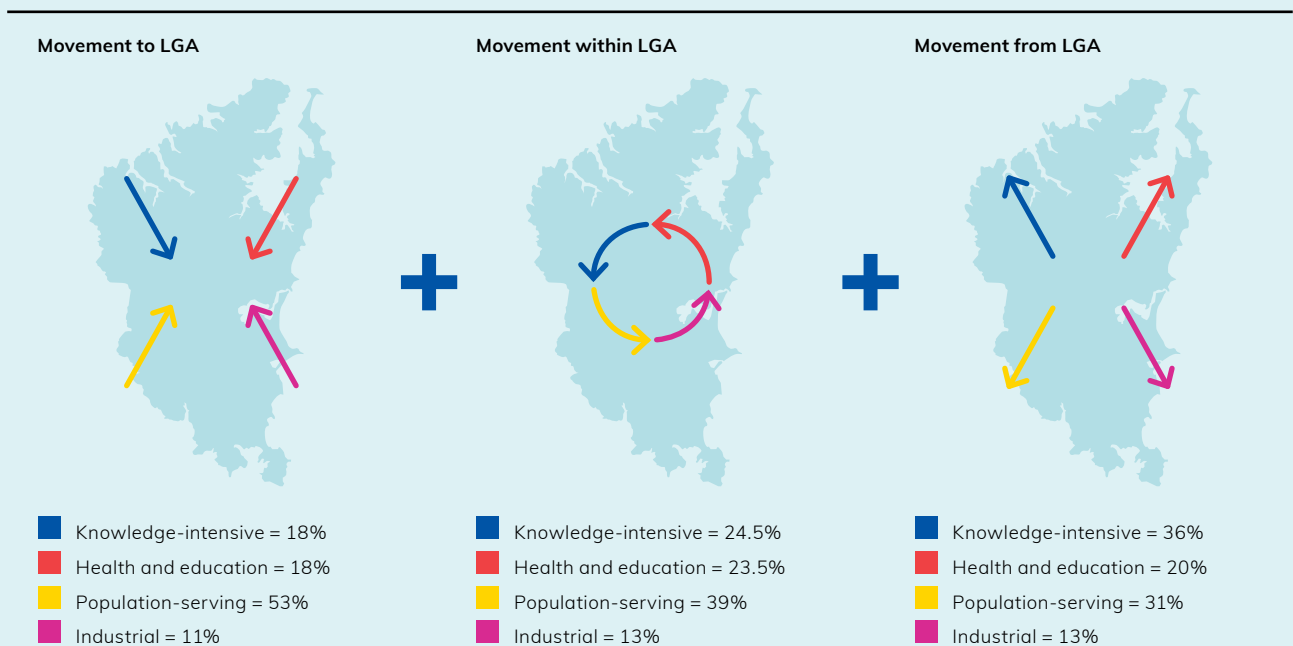 Movement to LGA
Knowledge-intensive = 18%
Health and education = 18%
Population-serving = 53%
Industrial = 11%
Movement within LGA
Knowledge-intensive = 24.5%
Health and education = 23.5%
Population-serving = 39%
Industrial = 13%
Movement from LGA
Knowledge-intensive = 36%
Health and education = 20%
Population-serving = 31%
Industrial = 13%